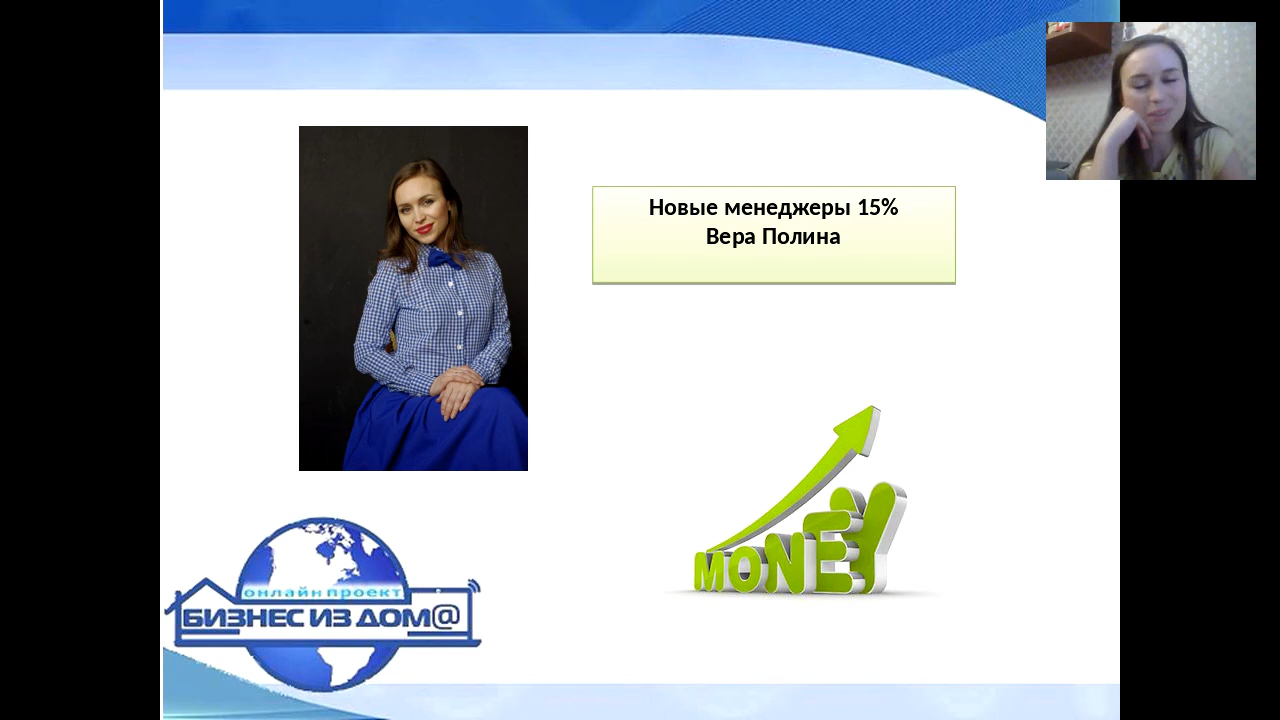 Новые менеджеры 15%
Вера Полина
MONEY
онлайн проект
БИЗНЕС ИЗ ДОМ@